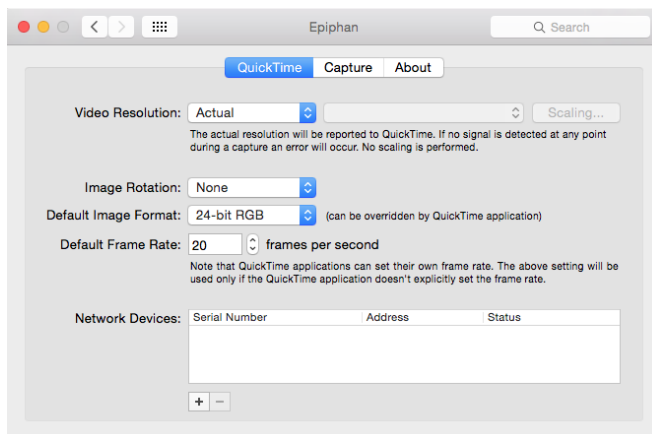 Epiphan
Search
QuickTime Capture About
Video Resolution: Actual Scaling...
The actual resolution will be reported to QuickTime. If no signal is detected at any point
during a capture an error will occur. No scaling is performed.
Image Rotation: None
Default Image Format: 24-bit RGB (can be overridden by QuickTime application)
Default Frame Rate: 20 frames per second
Note that QuickTime applications can set their own frame rate. The above setting will be
used only if the QuickTime application doesn't explicitly set the frame rate.
Network Devices: Serial Number Address Status
+ −